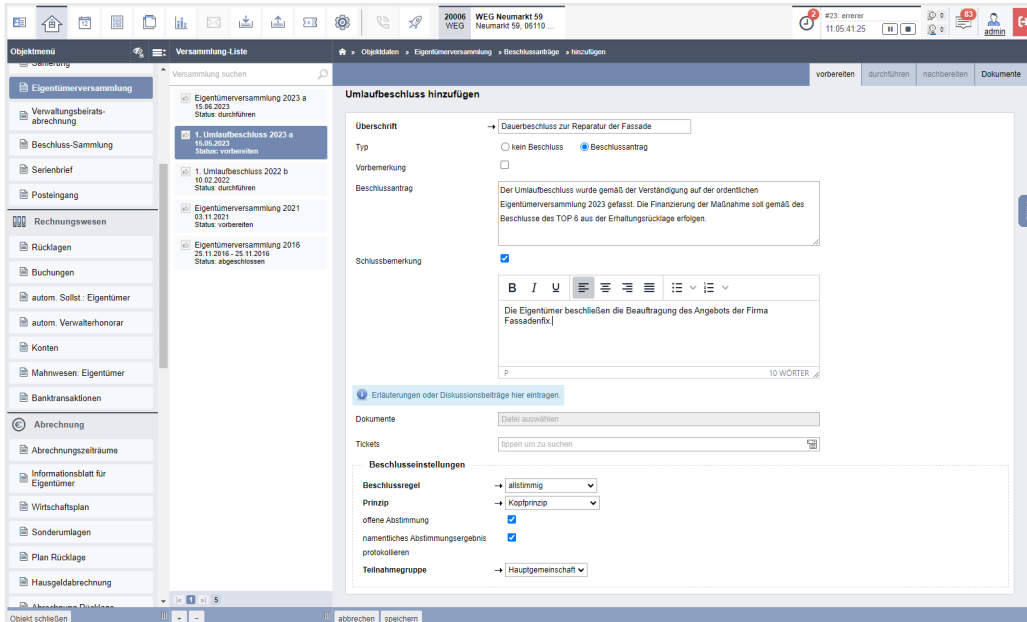 20006
WEG
WEG Neumarkt 59
Neumarkt 59, 06110 ...
2
#23: errerer
11:05:41:25
0
0
83
admin
Objektmenü
Versammlung-Liste
» Objektdaten » Eigentümerversammlung » Beschlussanträge » hinzufügen
Sanierung
Eigentümerversammlung
Verwaltungsbeirats-
abrechnung
Beschluss-Sammlung
Serienbrief
Posteingang
Rechnungswesen
Rücklagen
Buchungen
autom. Sollst.: Eigentümer
autom. Verwalterhonorar
Konten
Mahnwesen: Eigentümer
Banktransaktionen
Abrechnung
Abrechnungszeiträume
Informationsblatt für
Eigentümer
Wirtschaftsplan
Sonderumlagen
Plan Rücklage
Hausgeldabrechnung
Abrechnung Rücklage
Objekt schließen
Versammlung suchen
Eigentümerversammlung 2023 a
15.06.2023
Status: durchführen
1. Umlaufbeschluss 2023 a
15.05.2023
Status: vorbereiten
1. Umlaufbeschluss 2022 b
10.02.2022
Status: durchführen
Eigentümerversammlung 2021
03.11.2021
Status: vorbereiten
Eigentümerversammlung 2016
25.11.2016 - 25.11.2016
Status: abgeschlossen
1 5
+ -
vorbereiten durchführen nachbereiten Dokumente
Umlaufbeschluss hinzufügen
Überschrift
Dauerbeschluss zur Reparatur der Fassade
Typ
kein Beschluss Beschlussantrag
Vorbemerkung
Beschlussantrag
Der Umlaufbeschluss wurde gemäß der Verständigung auf der ordentlichen
Eigentümerversammlung 2023 gefasst. Die Finanzierung der Maßnahme soll gemäß des
Beschlusse des TOP 6 aus der Erhaltungsrücklage erfolgen.
Schlussbemerkung
B I U
Die Eigentümer beschließen die Beauftragung des Angebots der Firma
Fassadenfix.
P 10 WÖRTER
Erläuterungen oder Diskussionsbeiträge hier eintragen.
Dokumente
Datei auswählen
Tickets
tippen um zu suchen
Beschlusseinstellungen
Beschlussregel
allstimmig
Prinzip
Kopfprinzip
offene Abstimmung
namentliches Abstimmungsergebnis
protokollieren
Teilnahmegruppe
Hauptgemeinschaft
abbrechen speichern